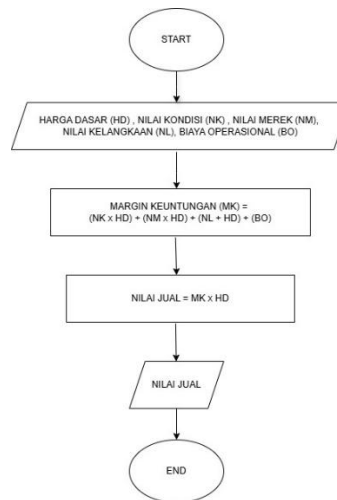 START
HARGA DASAR (HD) , NILAI KONDISI (NK) , NILAI MEREK (NM),
NILAI KELANGKAAN (NL), BIAYA OPERASIONAL (BO)
MARGIN KEUNTUNGAN (MK) =
(NK x HD) + (NM x HD) + (NL + HD) + (BO)
NILAI JUAL = MK x HD
NILAI JUAL
END